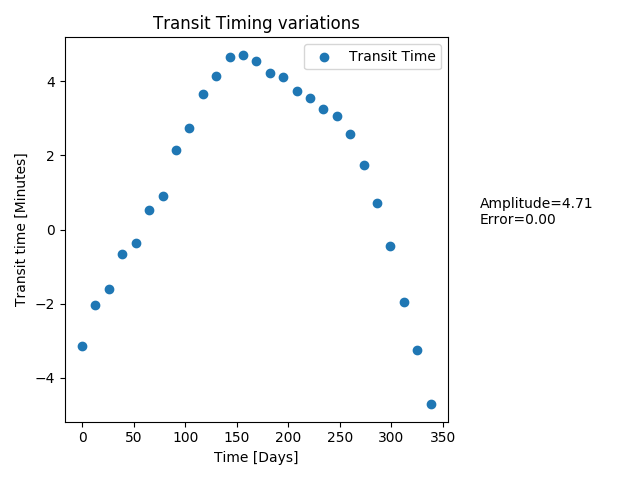 Transit Timing variations
Transit Time
Transit time [Minutes]
4
2
0
−2
−4
Amplitude=4.71
Error=0.00
0
50
100
150
200
250
300
350
Time [Days]